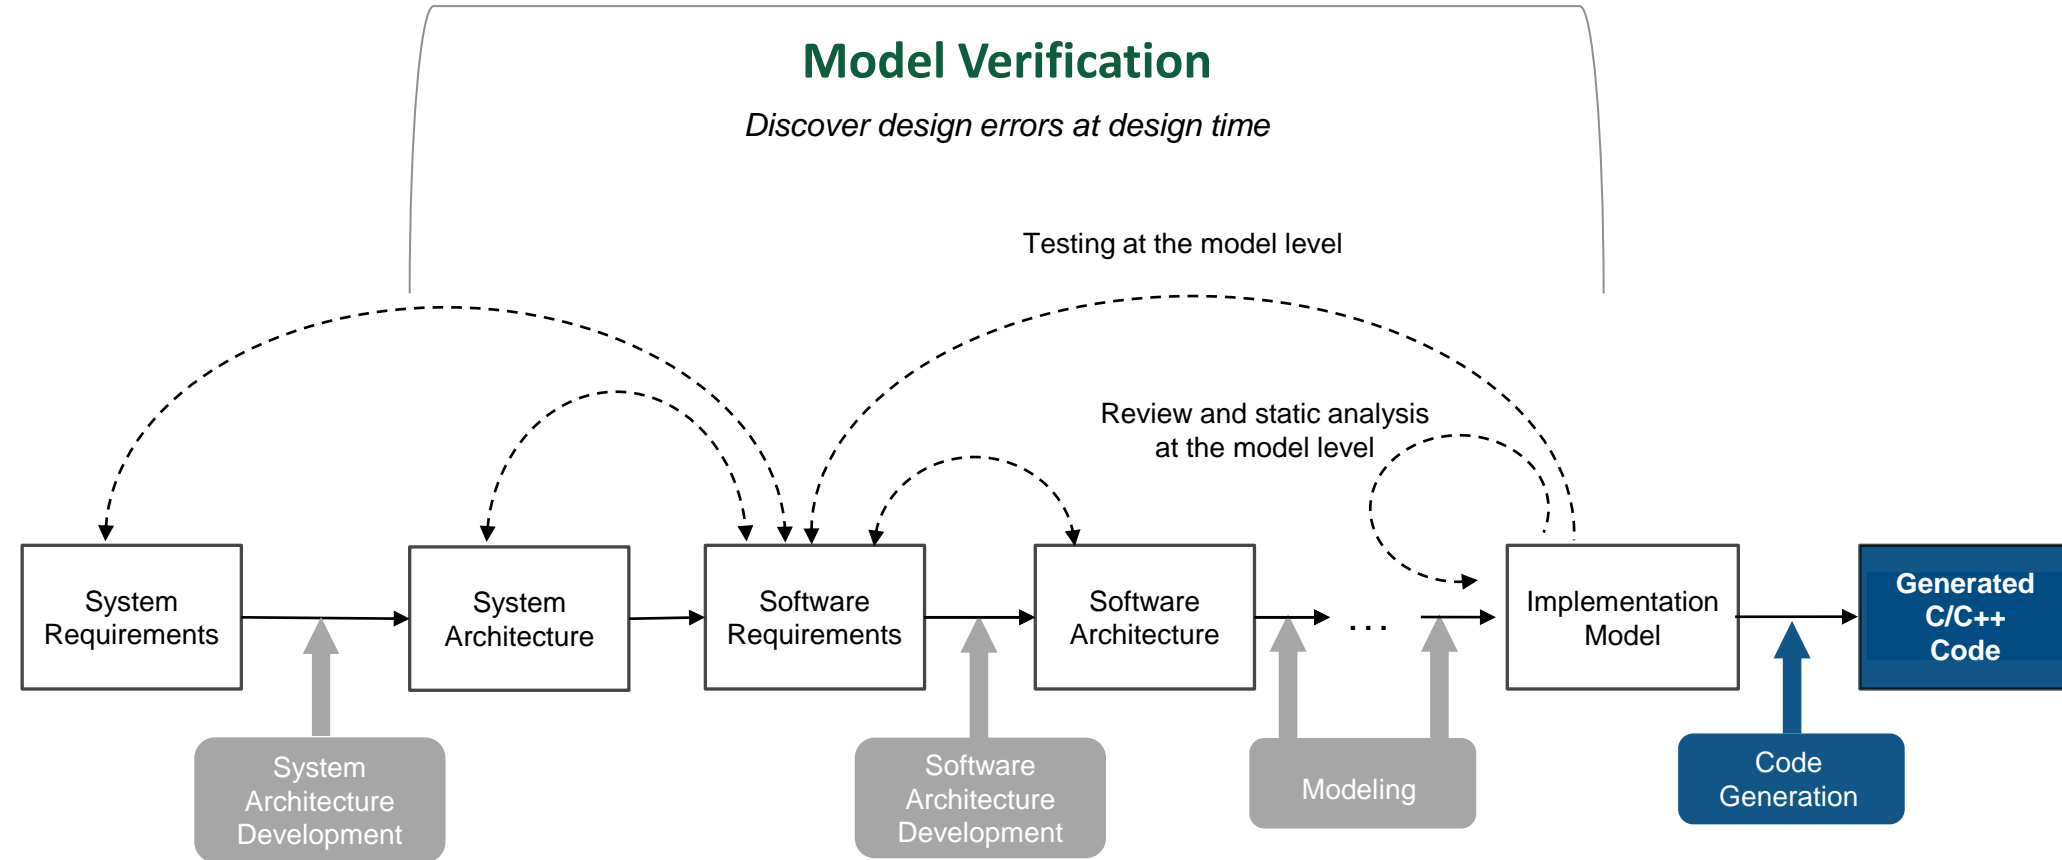 Model Verification
Discover design errors at design time
Testing at the model level
Review and static analysis
at the model level
System
Requirements
System
Architecture
Software
Requirements
Software
Architecture
...
Implementation
Model
Generated
C/C++
Code
System
Architecture
Development
Software
Architecture
Development
Modeling
Code
Generation